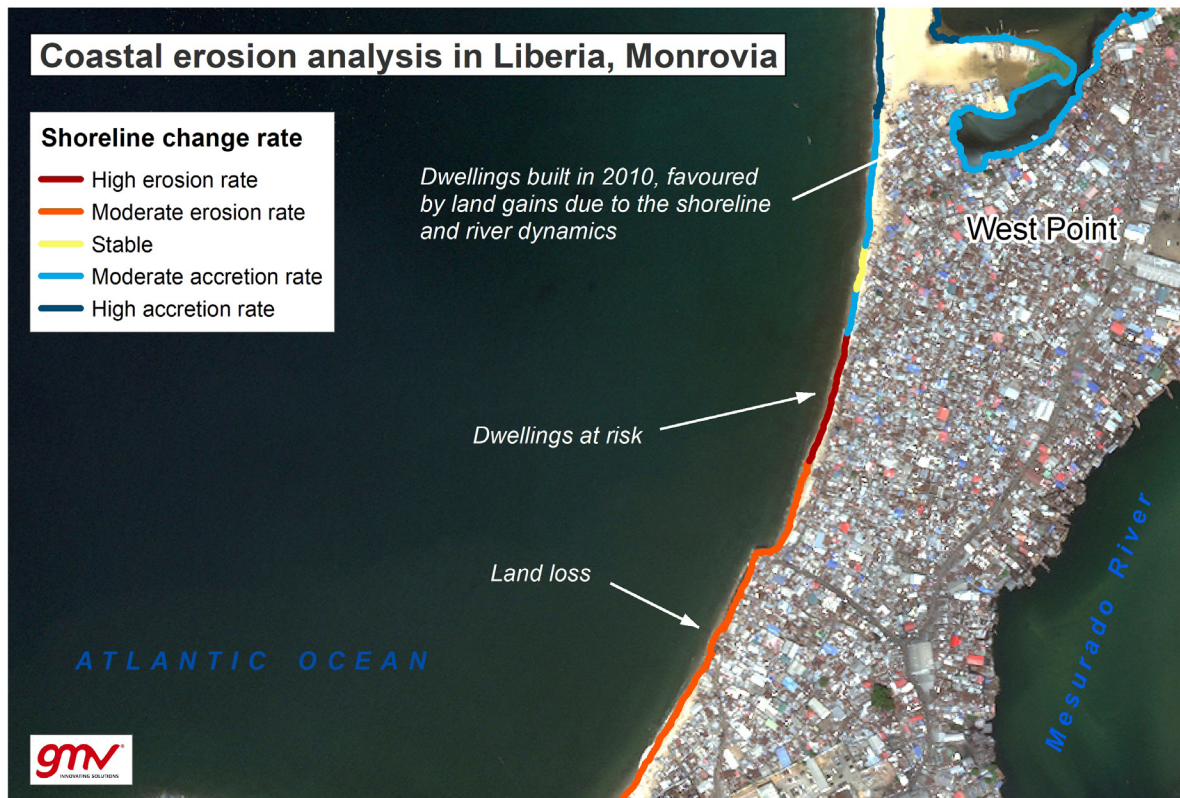 Coastal erosion analysis in Liberia, Monrovia
Shoreline change rate
High erosion rate
Moderate erosion rate
Stable
Moderate accretion rate
High accretion rate
Dwellings built in 2010, favoured
by land gains due to the shoreline
and river dynamics
West Point
Dwellings at risk
Land loss
ATLANTIC OCEAN
Mesurado River
gmv®
INNOVATING SOLUTIONS